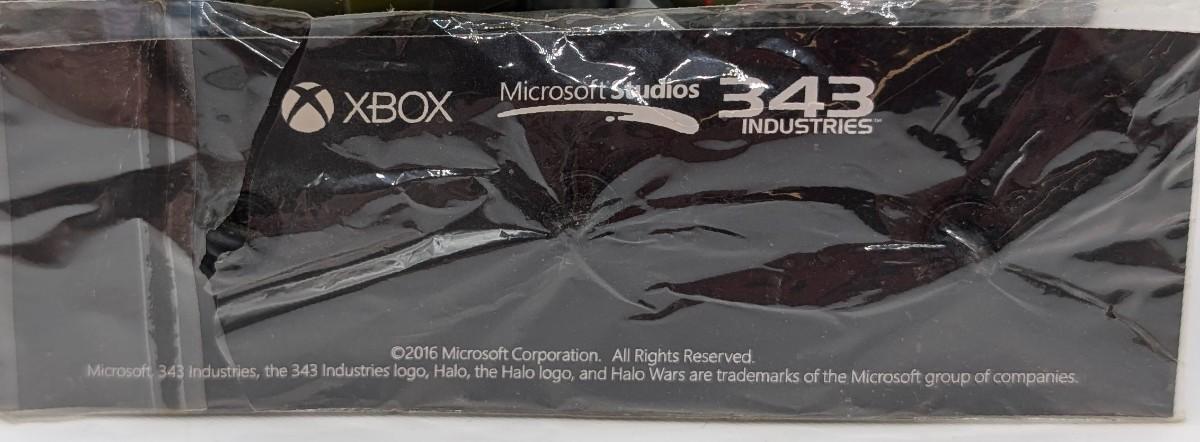 XBOX Microsoft Studios 343
INDUSTRIES™
©2016 Microsoft Corporation. All Rights Reserved.
Microsoft, 343 Industries, the 343 Industries logo, Halo, the Halo logo, and Halo Wars are trademarks of the Microsoft group of companies.